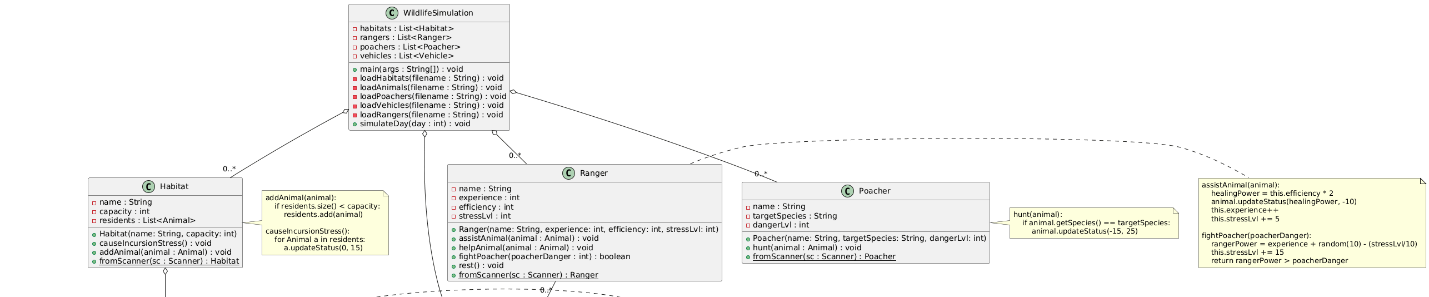 C WildlifeSimulation
habitats : List<Habitat>
rangers : List<Ranger>
poachers : List<Poacher>
vehicles : List<Vehicle>
main(args : String[]) : void
loadHabitats(filename : String) : void
loadAnimals(filename : String) : void
loadPoachers(filename : String) : void
loadVehicles(filename : String) : void
loadRangers(filename : String) : void
simulateDay(day : int) : void
0..*
0..*
0..*
C Habitat
name : String
capacity : int
residents : List<Animal>
Habitat(name: String, capacity: int)
causeIncursionStress() : void
addAnimal(animal : Animal) : void
fromScanner(sc : Scanner) : Habitat
addAnimal(animal):
if residents.size() < capacity:
residents.add(animal)
causeIncursionStress():
for Animal a in residents:
a.updateStatus(0, 15)
C Ranger
name : String
experience : int
efficiency : int
stressLvl : int
Ranger(name: String, experience: int, efficiency: int, stressLvl: int)
assistAnimal(animal : Animal) : void
helpAnimal(animal : Animal) : void
fightPoacher(poacherDanger : int) : boolean
rest() : void
fromScanner(sc : Scanner) : Ranger
C Poacher
name : String
targetSpecies : String
dangerLvl : int
Poacher(name: String, targetSpecies: String, dangerLvl: int)
hunt(animal : Animal) : void
fromScanner(sc : Scanner) : Poacher
hunt(animal):
if animal.getSpecies() == targetSpecies:
animal.updateStatus(-15, 25)
assistAnimal(animal):
healingPower = this.efficiency * 2
animal.updateStatus(healingPower, -10)
this.experience++
this.stressLvl += 5
fightPoacher(poacherDanger):
rangerPower = experience + random(10) - (stressLvl/10)
this.stressLvl += 15
return rangerPower > poacherDanger
0..*